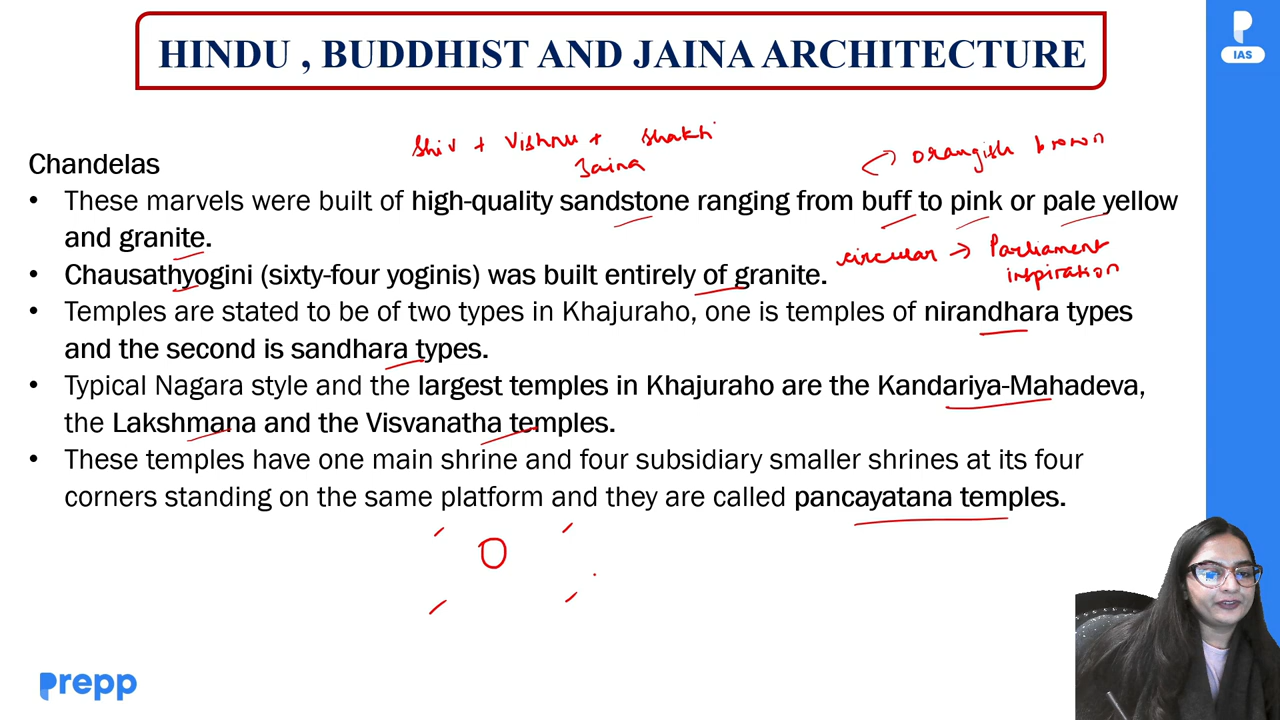 HINDU , BUDDHIST AND JAINA ARCHITECTURE
IAS
Shiv + Vishnu + Shakti
Jaina
orangish brown
Chandelas
• These marvels were built of high-quality sandstone ranging from buff to pink or pale yellow
and granite.
circular → Parliament
inspiration
• Chausathyogini (sixty-four yoginis) was built entirely of granite.
• Temples are stated to be of two types in Khajuraho, one is temples of nirandhara types
and the second is sandhara types.
• Typical Nagara style and the largest temples in Khajuraho are the Kandariya-Mahadeva,
the Lakshmana and the Visvanatha temples.
• These temples have one main shrine and four subsidiary smaller shrines at its four
corners standing on the same platform and they are called pancayatana temples.
prepp